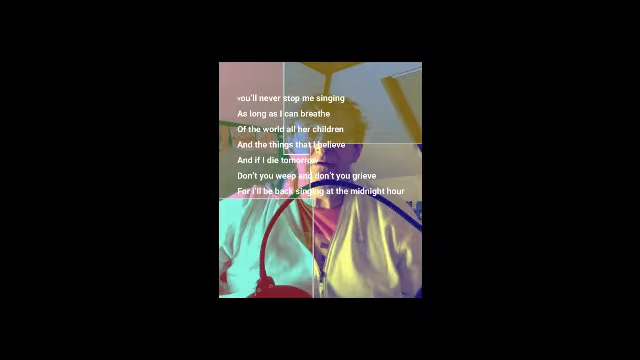 You'll never stop me singing
As long as I can breathe
Of the world all her children
And the things that I believe
And if I die tomorrow
Don't you weep and don't you grieve
For I'll be back singing at the midnight hour